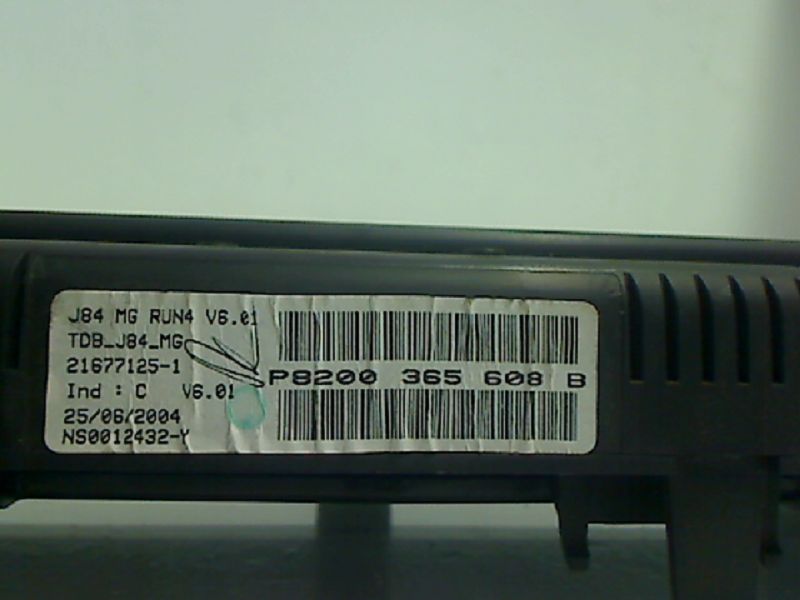 J84 MG RUN4 V6.01
TDB_J84_MG
21677125-1
Ind : C V6.01
25/06/2004
NS0012432-Y
P8200 365 608 B